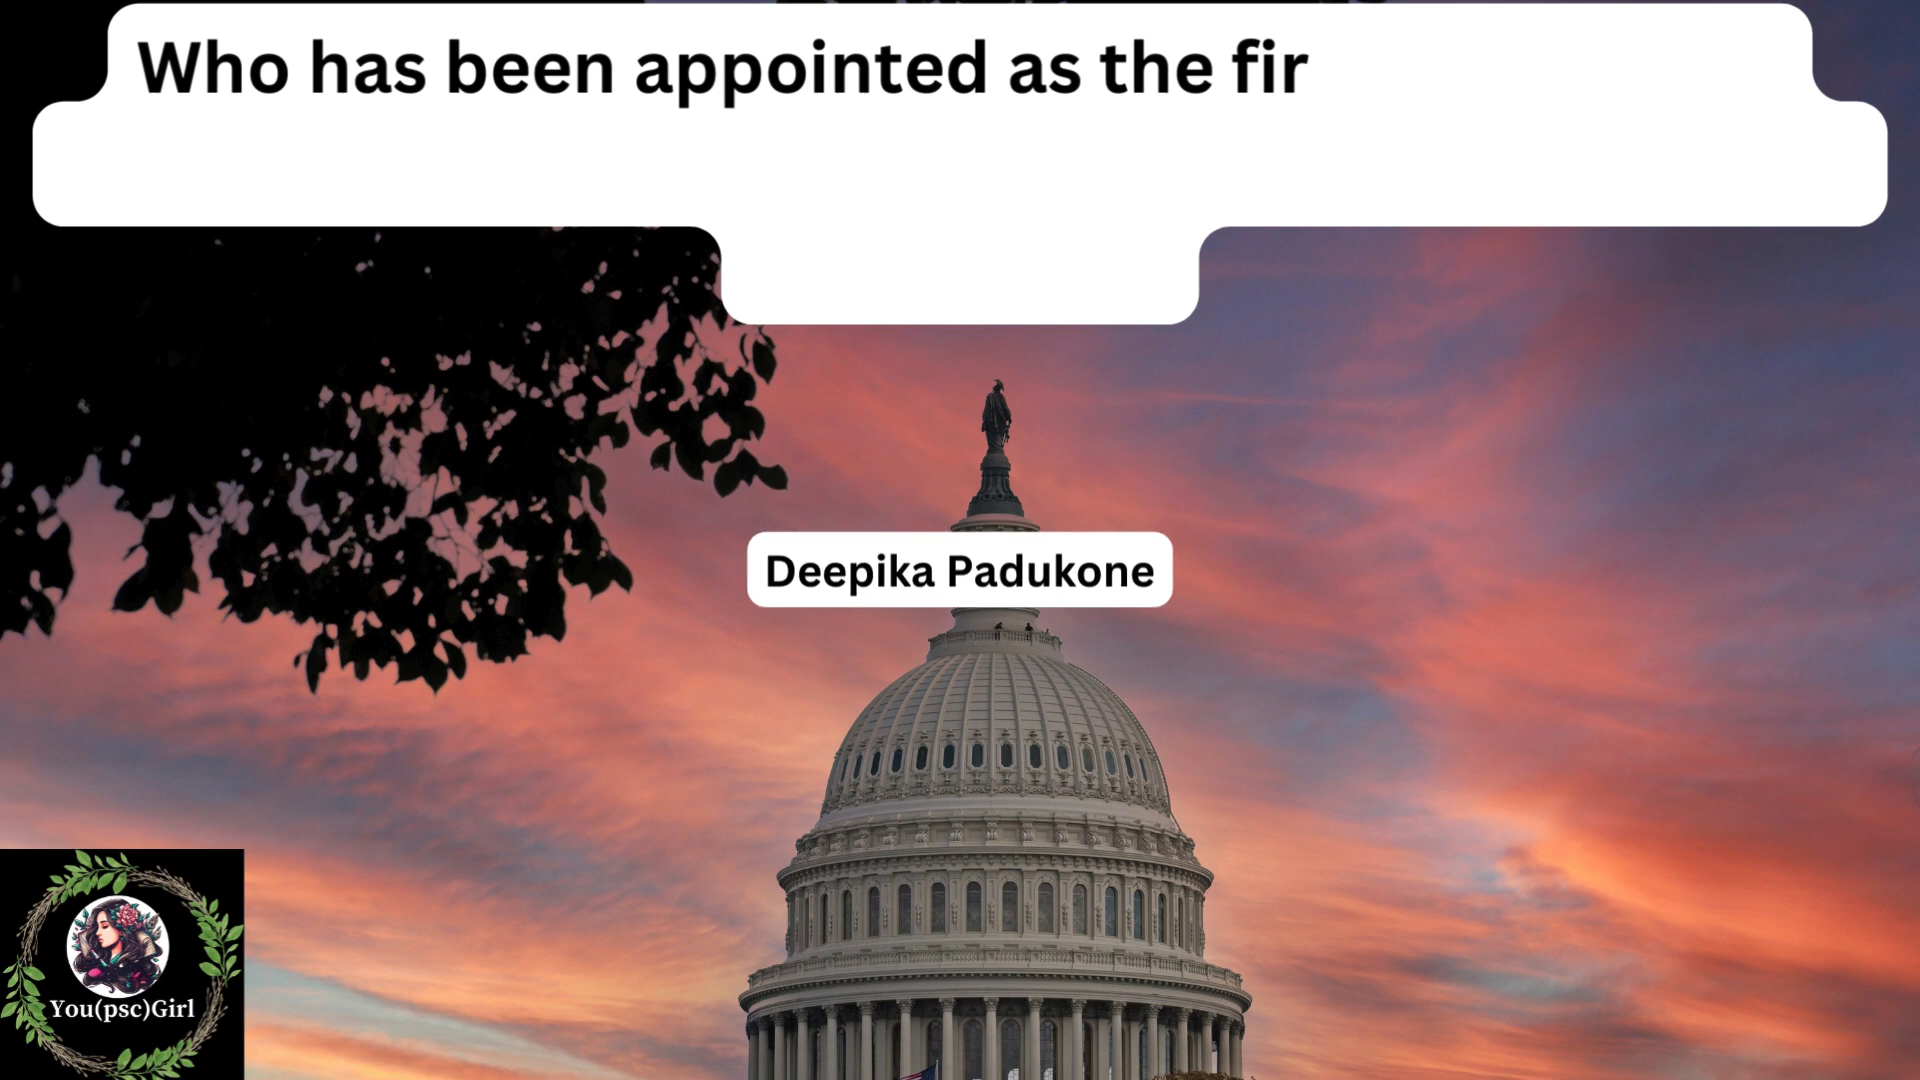 Who has been appointed as the fir
Deepika Padukone
You(psc)Girl